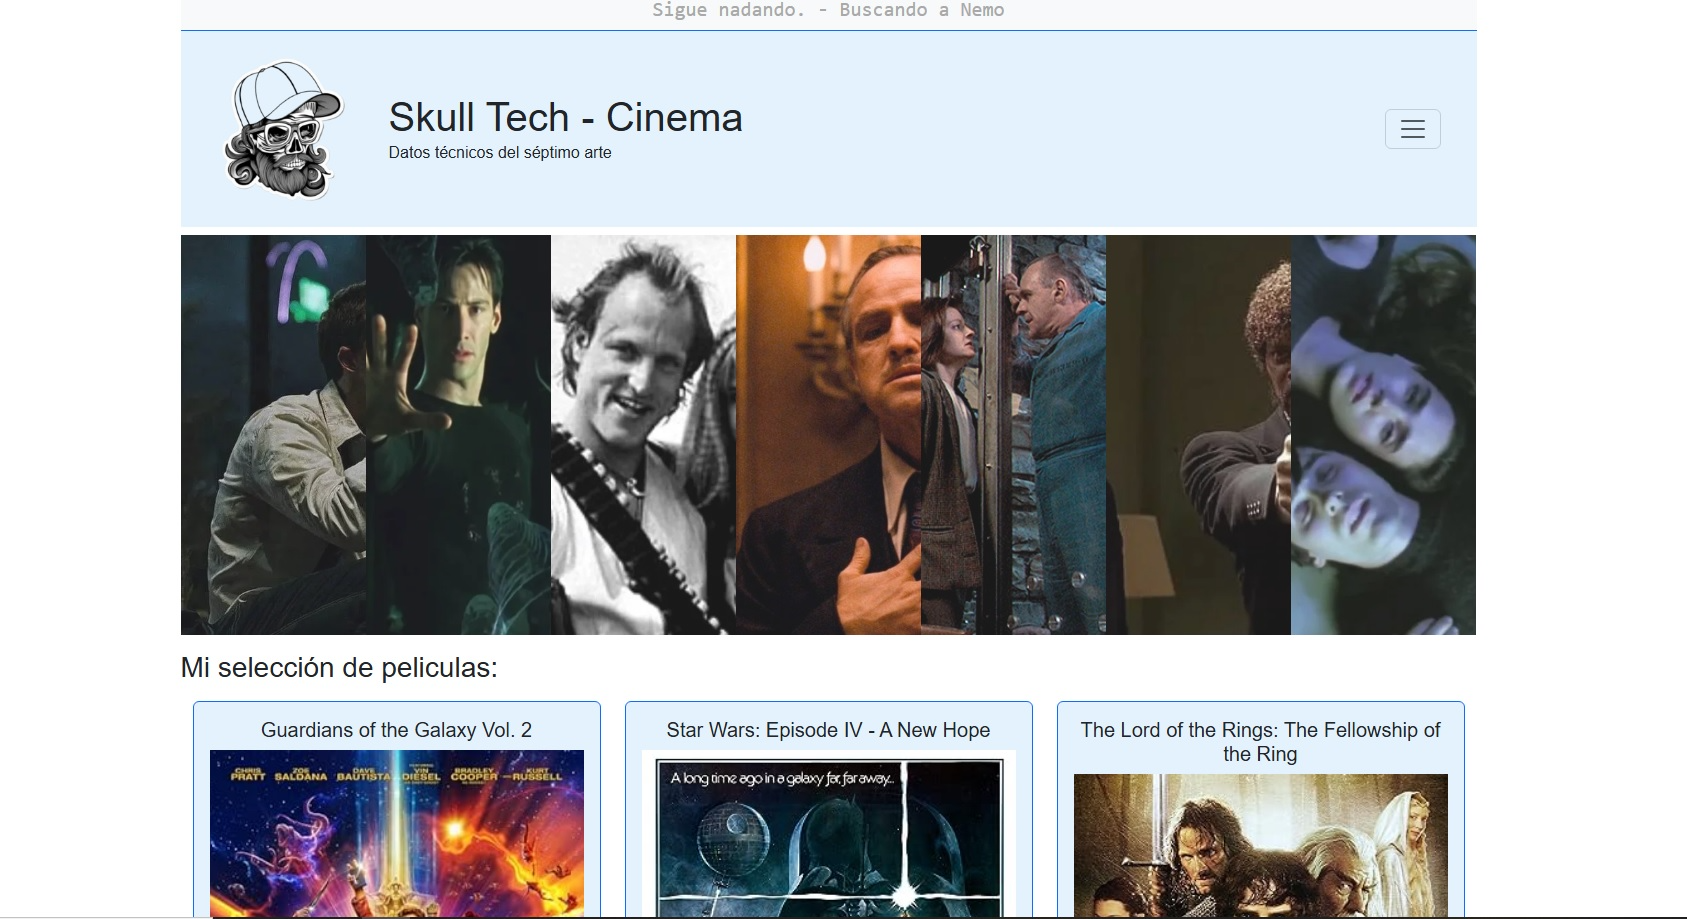 Sigue nadando. - Buscando a Nemo
Skull Tech - Cinema
Datos técnicos del séptimo arte
Mi selección de peliculas:
Guardians of the Galaxy Vol. 2
CHRIS PRATT ZOE SALDANA DAVE BAUTISTA VIN DIESEL BRADLEY COOPER KURT RUSSELL
Star Wars: Episode IV - A New Hope
A long time ago in a galaxy far, far away...
The Lord of the Rings: The Fellowship of
the Ring